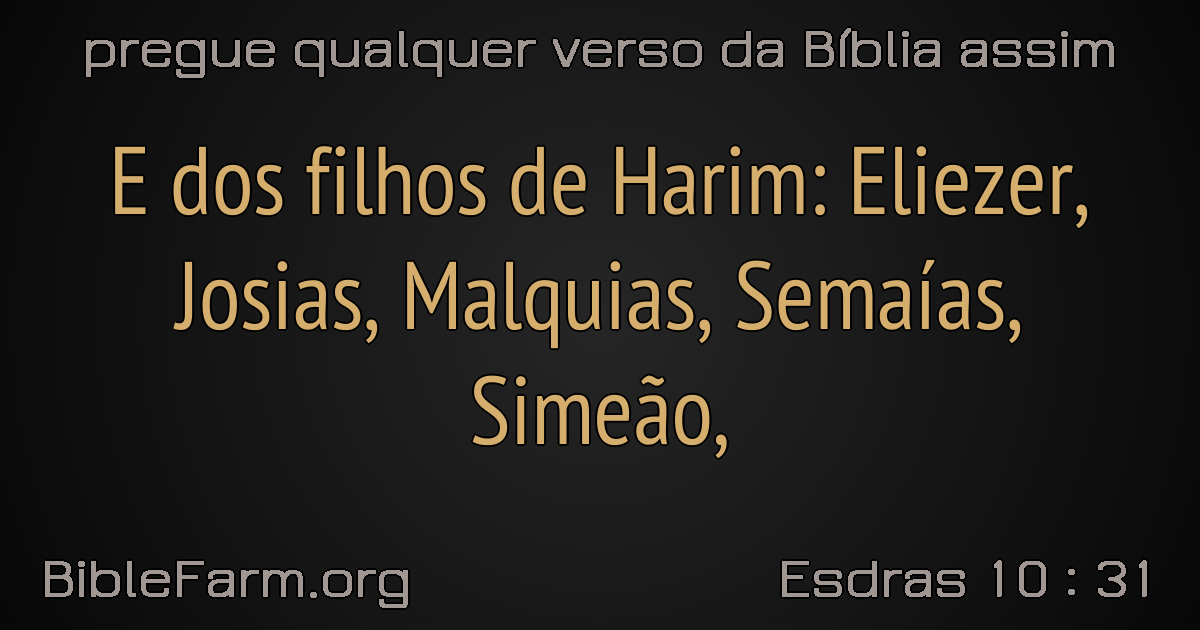 pregue qualquer verso da Bíblia assim
E dos filhos de Harim: Eliezer,
Josias, Malquias, Semaías,
Simeão,
BibleFarm.org
Esdras 10 : 31